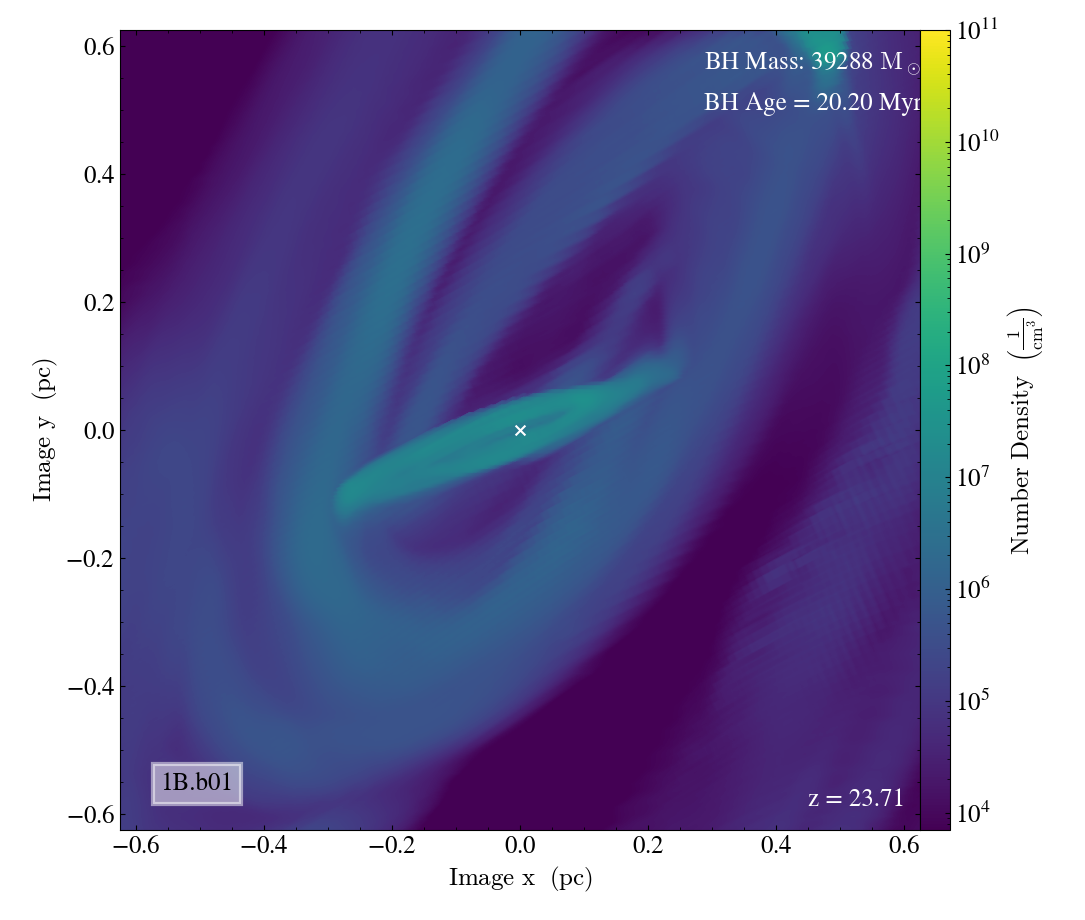 BH Mass: 39288 M⊙
BH Age = 20.20 Myr
1B.b01
z = 23.71
Image y (pc)
0.6
0.4
0.2
0.0
−0.2
−0.4
−0.6
−0.6 −0.4 −0.2 0.0 0.2 0.4 0.6
Image x (pc)
10^11
10^10
10^9
10^8
10^7
10^6
10^5
10^4
Number Density (1/cm^3)